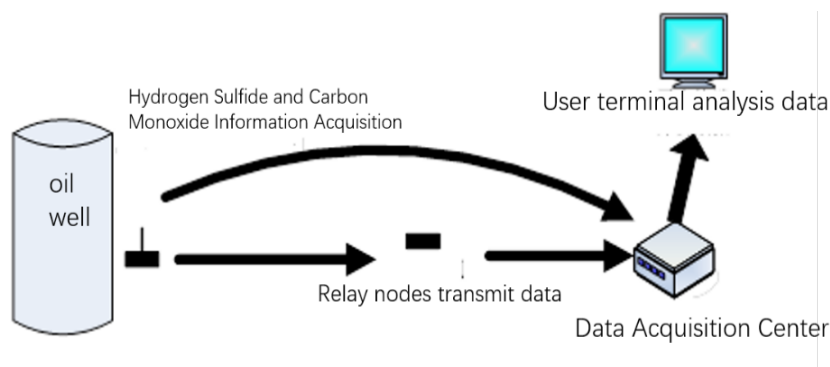 Hydrogen Sulfide and Carbon
Monoxide Information Acquisition
User terminal analysis data
oil
well
Relay nodes transmit data
Data Acquisition Center